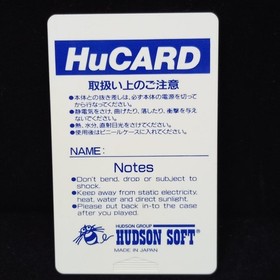 HuCARD
取扱い上のご注意
●本体との抜き差しは、必ず本体の電源を切って
から行なってください。
●静電気をさけ、曲げたり、落したり、衝撃を与え
ないでください。
●熱、水分、直射日光をさけてください。
●使用後はビニールケースに入れてください。
NAME:
Notes
●Don't bend, drop or subject to
shock.
●Keep away from static electricity,
heat, water and direct sunlight.
●Please put back in-to the case
after you played.
HUDSON GROUP
HUDSON SOFT®
MADE IN JAPAN